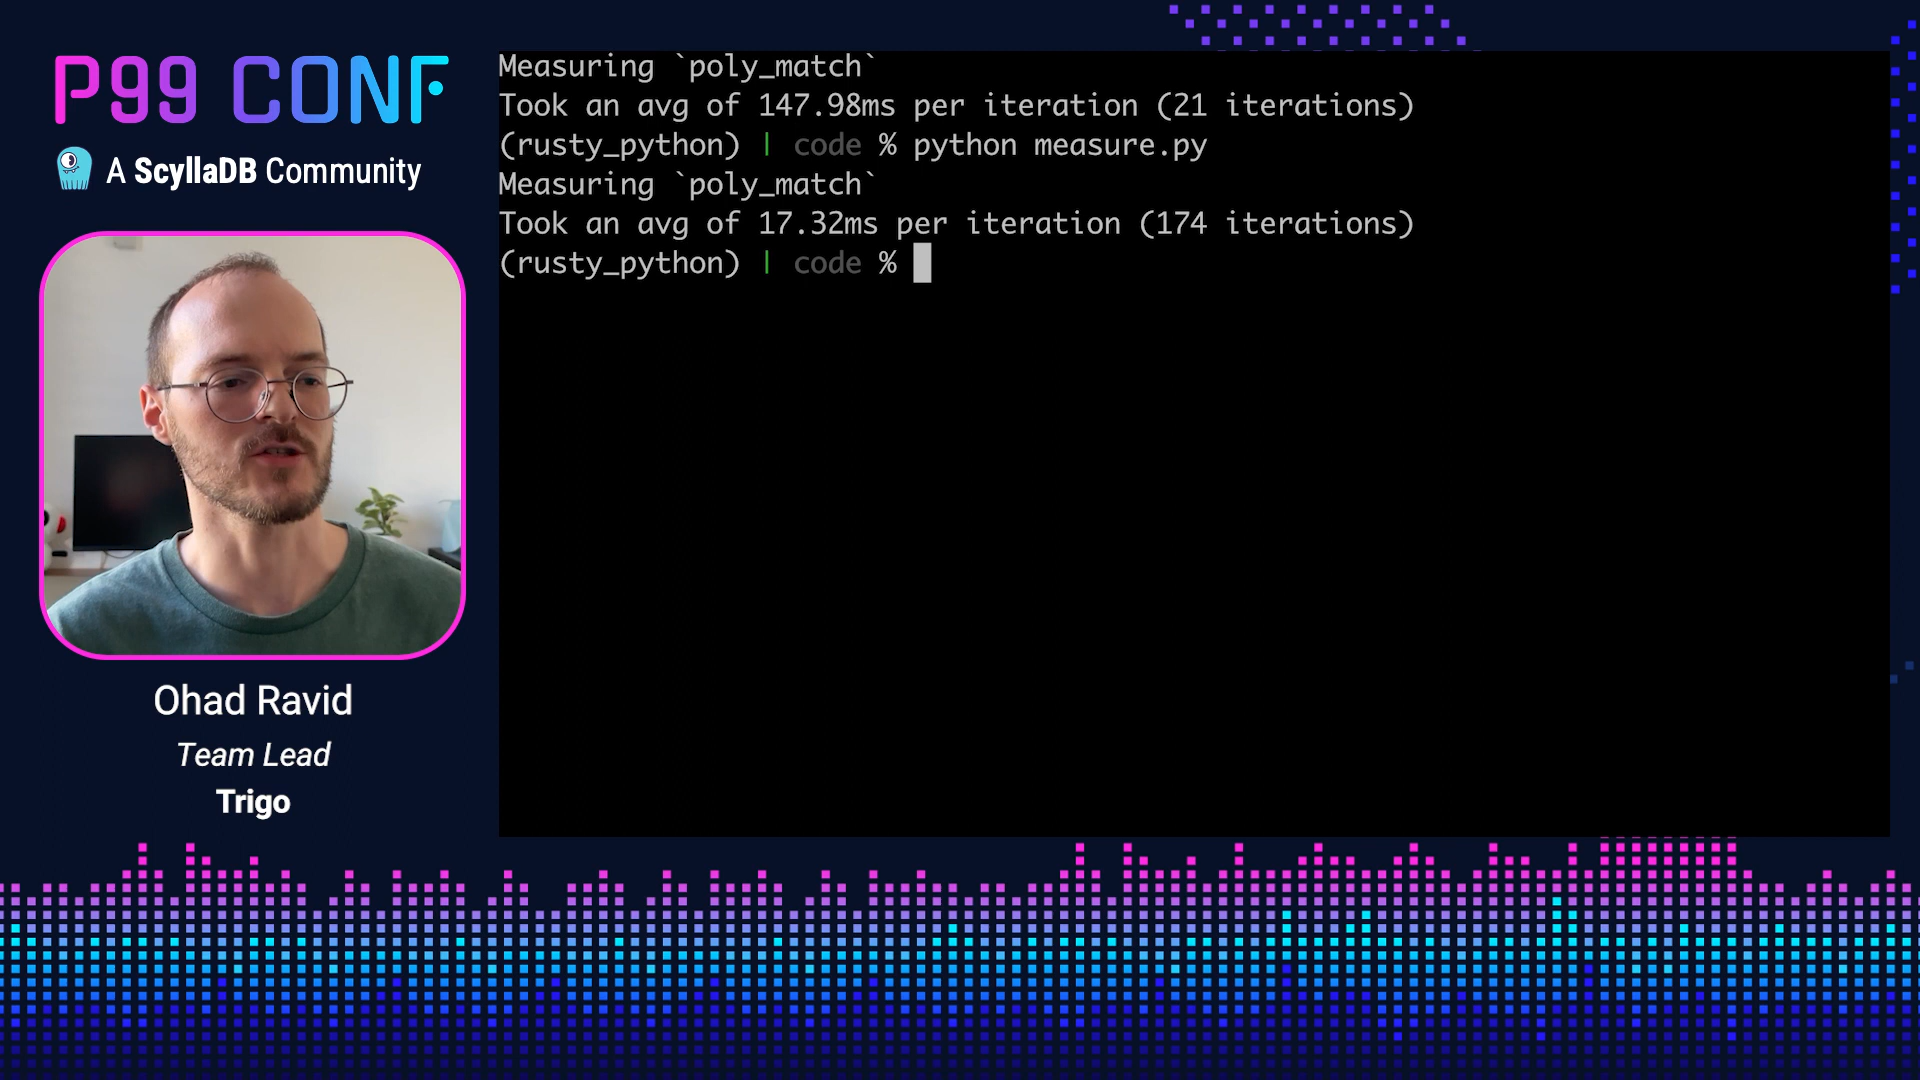 P99 CONF
A ScyllaDB Community
Ohad Ravid
Team Lead
Trigo
Measuring `poly_match`
Took an avg of 147.98ms per iteration (21 iterations)
(rusty_python) | code % python measure.py
Measuring `poly_match`
Took an avg of 17.32ms per iteration (174 iterations)
(rusty_python) | code %